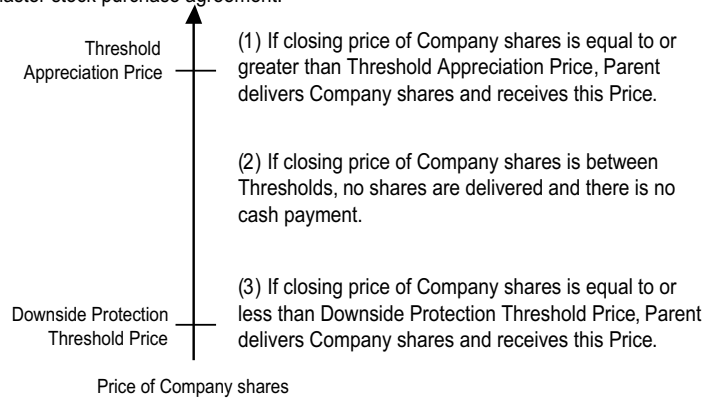 master stock purchase agreement.
Threshold
Appreciation Price
(1) If closing price of Company shares is equal to or
greater than Threshold Appreciation Price, Parent
delivers Company shares and receives this Price.
(2) If closing price of Company shares is between
Thresholds, no shares are delivered and there is no
cash payment.
(3) If closing price of Company shares is equal to or
less than Downside Protection Threshold Price, Parent
delivers Company shares and receives this Price.
Downside Protection
Threshold Price
Price of Company shares